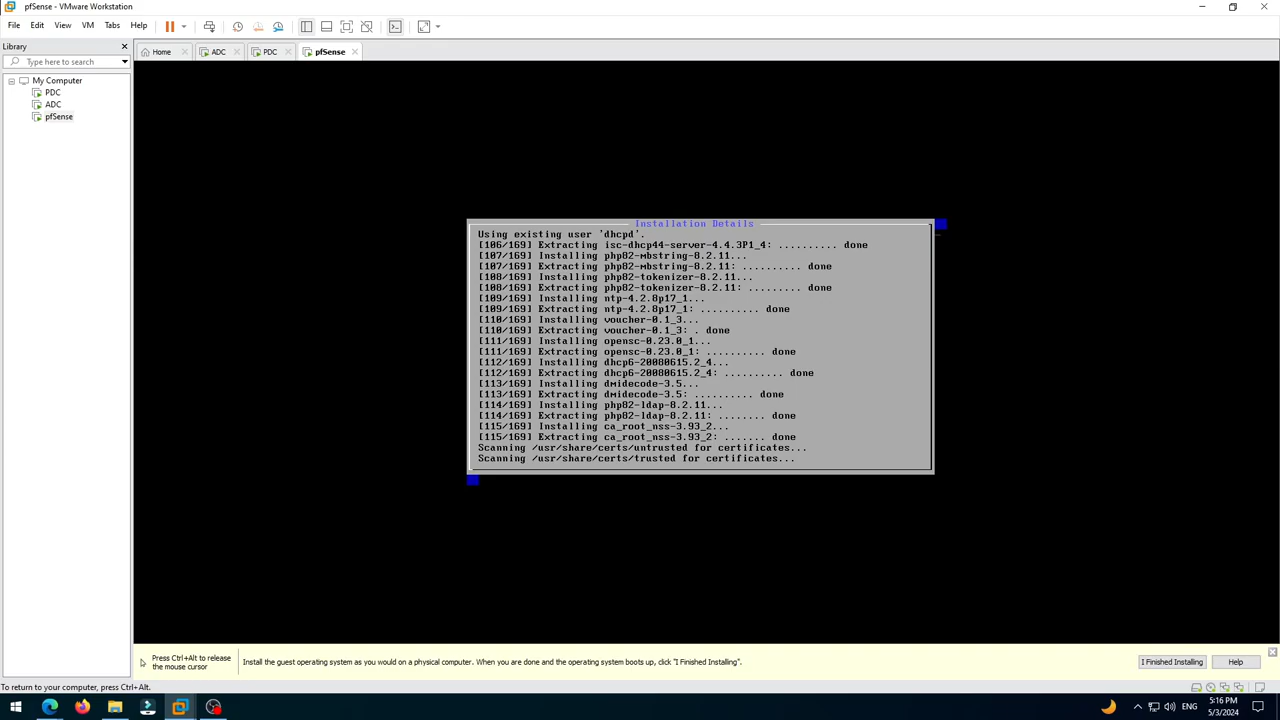 pfSense - VMware Workstation
File Edit View VM Tabs Help
Library
Type here to search
My Computer
PDC
ADC
pfSense
Home ADC PDC pfSense
Installation Details
Using existing user 'dhcpd'.
[106/169] Extracting isc-dhcp44-server-4.4.3P1_4: .......... done
[107/169] Installing php82-mbstring-8.2.11...
[107/169] Extracting php82-mbstring-8.2.11: .......... done
[108/169] Installing php82-tokenizer-8.2.11...
[108/169] Extracting php82-tokenizer-8.2.11: .......... done
[109/169] Installing ntp-4.2.8p17_1...
[109/169] Extracting ntp-4.2.8p17_1: .......... done
[110/169] Installing voucher-0.1_3...
[110/169] Extracting voucher-0.1_3: . done
[111/169] Installing opensc-0.23.0_1...
[111/169] Extracting opensc-0.23.0_1: .......... done
[112/169] Installing dhcp6-20080615.2_4...
[112/169] Extracting dhcp6-20080615.2_4: .......... done
[113/169] Installing dmidecode-3.5...
[113/169] Extracting dmidecode-3.5: .......... done
[114/169] Installing php82-ldap-8.2.11...
[114/169] Extracting php82-ldap-8.2.11: ........ done
[115/169] Installing ca_root_nss-3.93_2...
[115/169] Extracting ca_root_nss-3.93_2: ....... done
Scanning /usr/share/certs/untrusted for certificates...
Scanning /usr/share/certs/trusted for certificates...
Press Ctrl+Alt to release
the mouse cursor
Install the guest operating system as you would on a physical computer. When you are done and the operating system boots up, click "I Finished Installing".
I Finished Installing
Help
To return to your computer, press Ctrl+Alt.
ENG
5:16 PM
5/3/2024